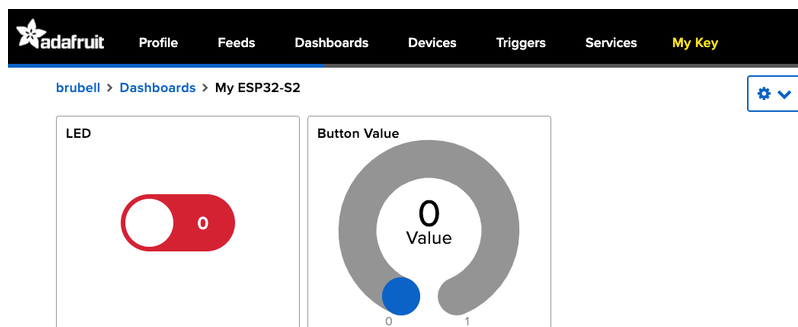 adafruit Profile Feeds Dashboards Devices Triggers Services My Key
brubell > Dashboards > My ESP32-S2
LED
0
Button Value
0
Value
0 1